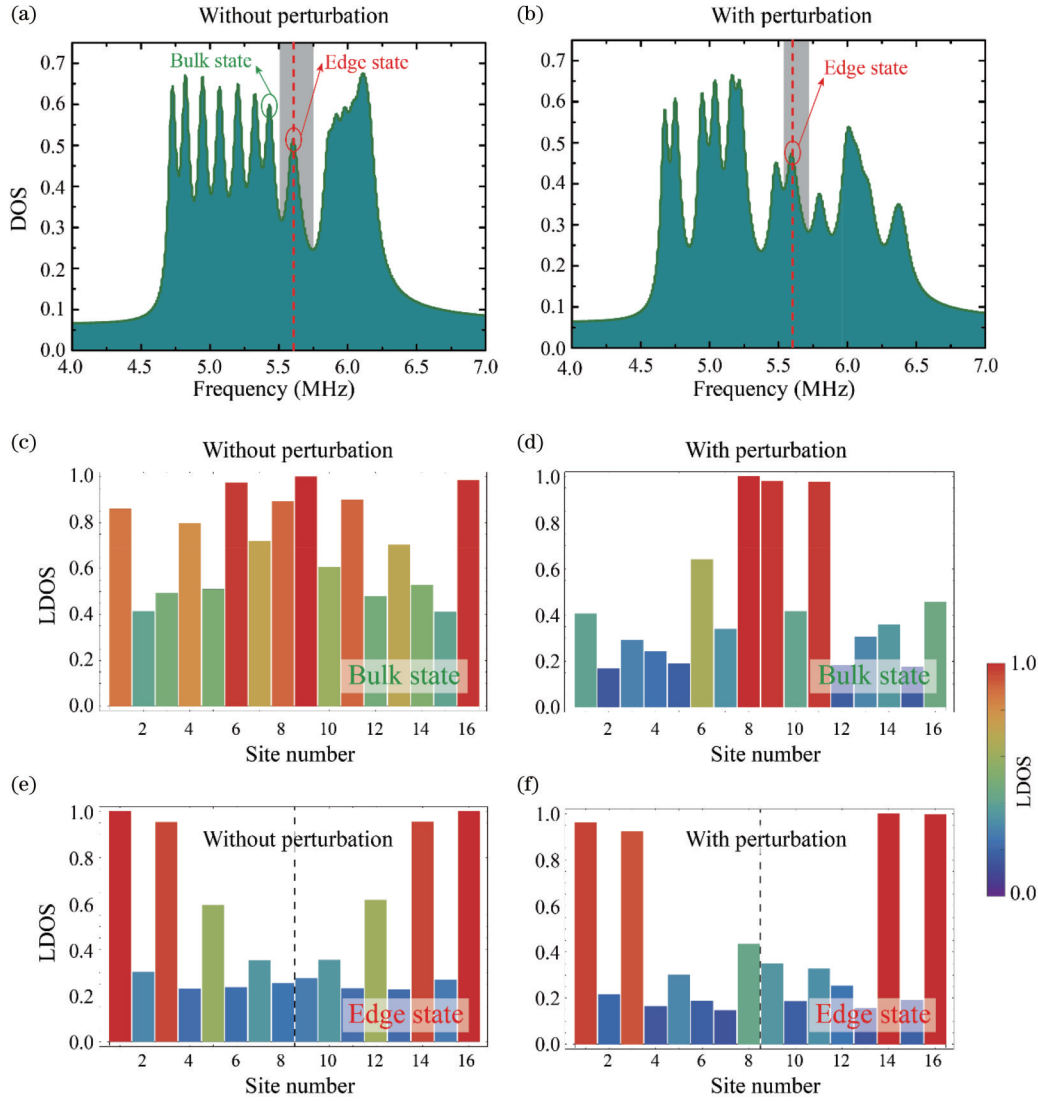 (a)
Without perturbation
(b)
With perturbation
0.7
0.6
0.5
0.4
0.3
0.2
0.1
0.0
DOS
Bulk
state
Edge state
4.0 4.5 5.0 5.5 6.0 6.5 7.0
Frequency (MHz)
0.7
0.6
0.5
0.4
0.3
0.2
0.1
0.0
Edge state
4.0 4.5 5.0 5.5 6.0 6.5 7.0
Frequency (MHz)
(c)
Without perturbation
(d)
With perturbation
1.0
0.8
0.6
0.4
0.2
0.0
LDOS
Bulk state
2 4 6 8 10 12 14 16
Site number
1.0
0.8
0.6
0.4
0.2
0.0
Bulk state
2 4 6 8 10 12 14 16
Site number
1.0
LDOS
0.0
(e)
Without perturbation
(f)
With perturbation
1.0
0.8
0.6
0.4
0.2
0.0
LDOS
Edge state
2 4 6 8 10 12 14 16
Site number
1.0
0.8
0.6
0.4
0.2
0.0
Edge state
2 4 6 8 10 12 14 16
Site number